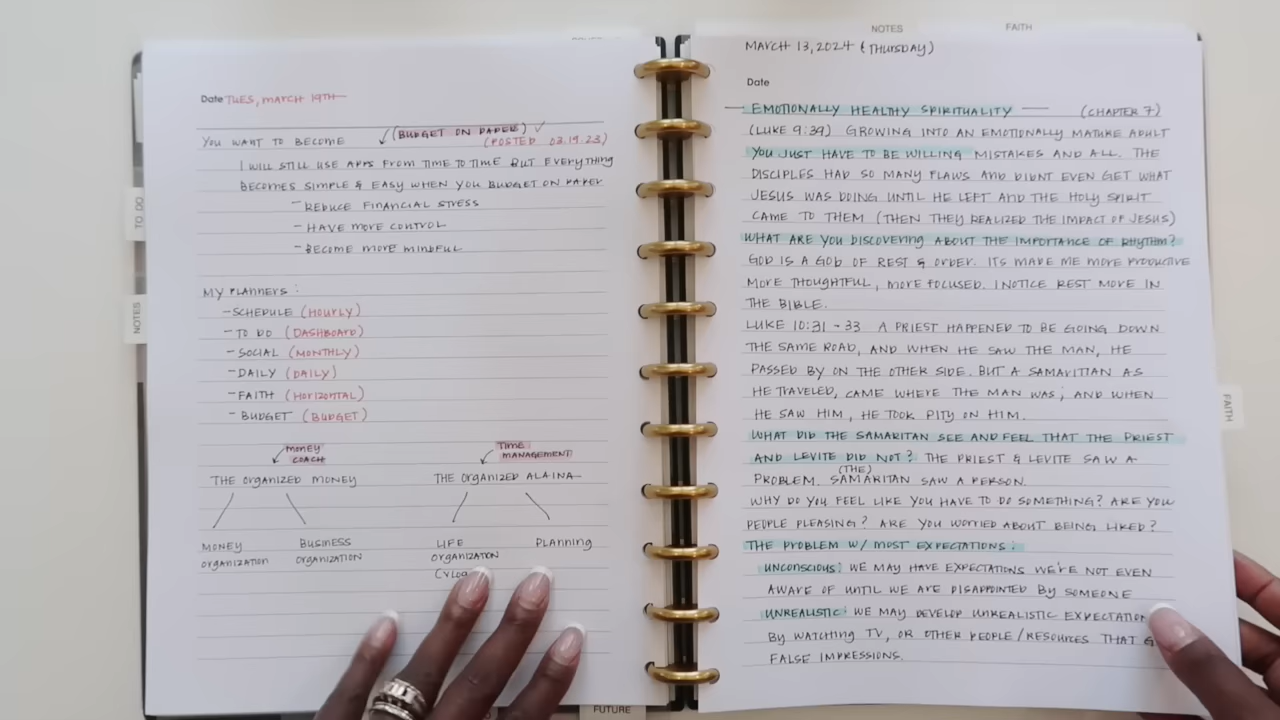 Date TUES, MARCH 19TH
(BUDGET ON PAPER) ✓
YOU WANT TO BECOME
(POSTED 03.19.23)
I WILL STILL USE APPS FROM TIME TO TIME BUT EVERYTHING
BECOMES SIMPLE & EASY WHEN YOU BUDGET ON PAPER
- REDUCE FINANCIAL STRESS
- HAVE MORE CONTROL
- BECOME MORE MINDFUL
MY PLANNERS:
- SCHEDULE (HOURLY)
- TO DO (DASHBOARD)
- SOCIAL (MONTHLY)
- DAILY (DAILY)
- FAITH (HORIZONTAL)
- BUDGET (BUDGET)
MONEY
COACH
THE ORGANIZED MONEY
MONEY
ORGANIZATION
BUSINESS
ORGANIZATION
TIME
MANAGEMENT
THE ORGANIZED ALAINA
LIFE
ORGANIZATION
(VLOG
PLANNING
TO DO
NOTES
FUTURE
NOTES
FAITH
MARCH 13, 2024 (THURSDAY)
Date
EMOTIONALLY HEALTHY SPIRITUALITY (CHAPTER 7)
(LUKE 9:39) GROWING INTO AN EMOTIONALLY MATURE ADULT
YOU JUST HAVE TO BE WILLING MISTAKES AND ALL. THE
DISCIPLES HAD SO MANY FLAWS AND DIDNT EVEN GET WHAT
JESUS WAS DOING UNTIL HE LEFT AND THE HOLY SPIRIT
CAME TO THEM (THEN THEY REALIZED THE IMPACT OF JESUS)
WHAT ARE YOU DISCOVERING ABOUT THE IMPORTANCE OF RHYTHM?
GOD IS A GOD OF REST & ORDER. ITS MAKE ME MORE PRODUCTIVE
MORE THOUGHTFUL, MORE FOCUSED. I NOTICE REST MORE IN
THE BIBLE.
LUKE 10:31-33 A PRIEST HAPPENED TO BE GOING DOWN
THE SAME ROAD, AND WHEN HE SAW THE MAN, HE
PASSED BY ON THE OTHER SIDE. BUT A SAMARITIAN AS
HE TRAVELED, CAME WHERE THE MAN WAS; AND WHEN
HE SAW HIM, HE TOOK PITY ON HIM.
WHAT DID THE SAMARITAN SEE AND FEEL THAT THE PRIEST
AND LEVITE DID NOT? THE PRIEST & LEVITE SAW A
(THE)
PROBLEM. SAMARITAN SAW A PERSON.
WHY DO YOU FEEL LIKE YOU HAVE TO DO SOMETHING? ARE YOU
PEOPLE PLEASING? ARE YOU WORRIED ABOUT BEING LIKED?
THE PROBLEM W/ MOST EXPECTATIONS:
UNCONSCIOUS: WE MAY HAVE EXPECTATIONS WE'RE NOT EVEN
AWARE OF UNTIL WE ARE DISAPPOINTED BY SOMEONE
UNREALISTIC: WE MAY DEVELOP UNREALISTIC EXPECTATION
BY WATCHING TV, OR OTHER PEOPLE/RESOURCES THAT
FALSE IMPRESSIONS.
FAITH